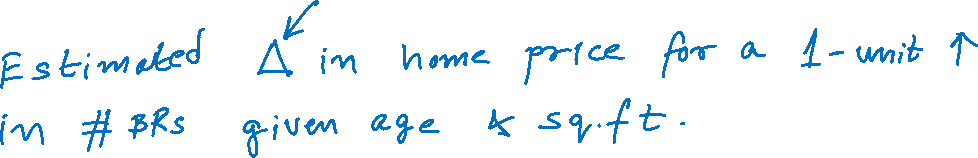 Estimated Δ in home price for a 1-unit ↑
in # BRs given age & sq.ft.